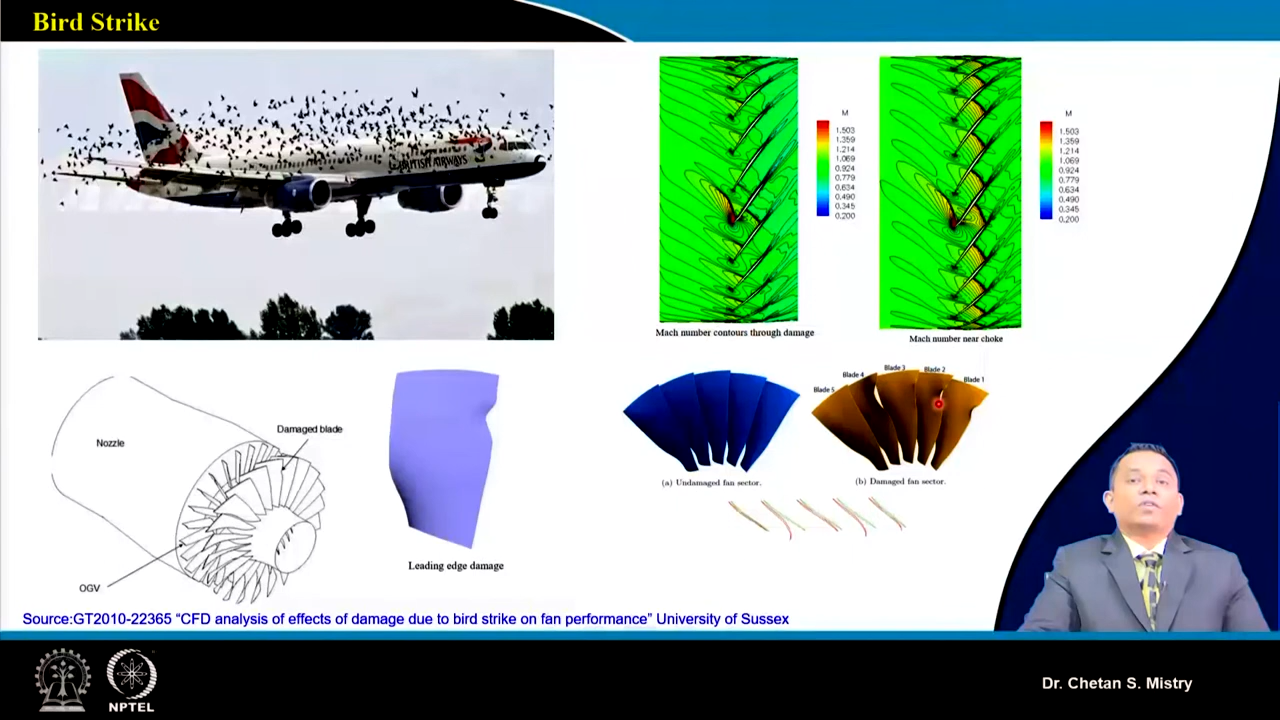 Bird Strike
BRITISH AIRWAYS
M
1.503
1.359
1.214
1.069
0.924
0.779
0.634
0.490
0.345
0.200
Mach number contours through damage
M
1.503
1.359
1.214
1.069
0.924
0.779
0.634
0.490
0.345
0.200
Mach number near choke
Nozzle
Damaged blade
OGV
Leading edge damage
(a) Undamaged fan sector.
Blade 5
Blade 4
Blade 3
Blade 2
Blade 1
(b) Damaged fan sector.
Source:GT2010-22365 “CFD analysis of effects of damage due to bird strike on fan performance” University of Sussex
NPTEL
Dr. Chetan S. Mistry